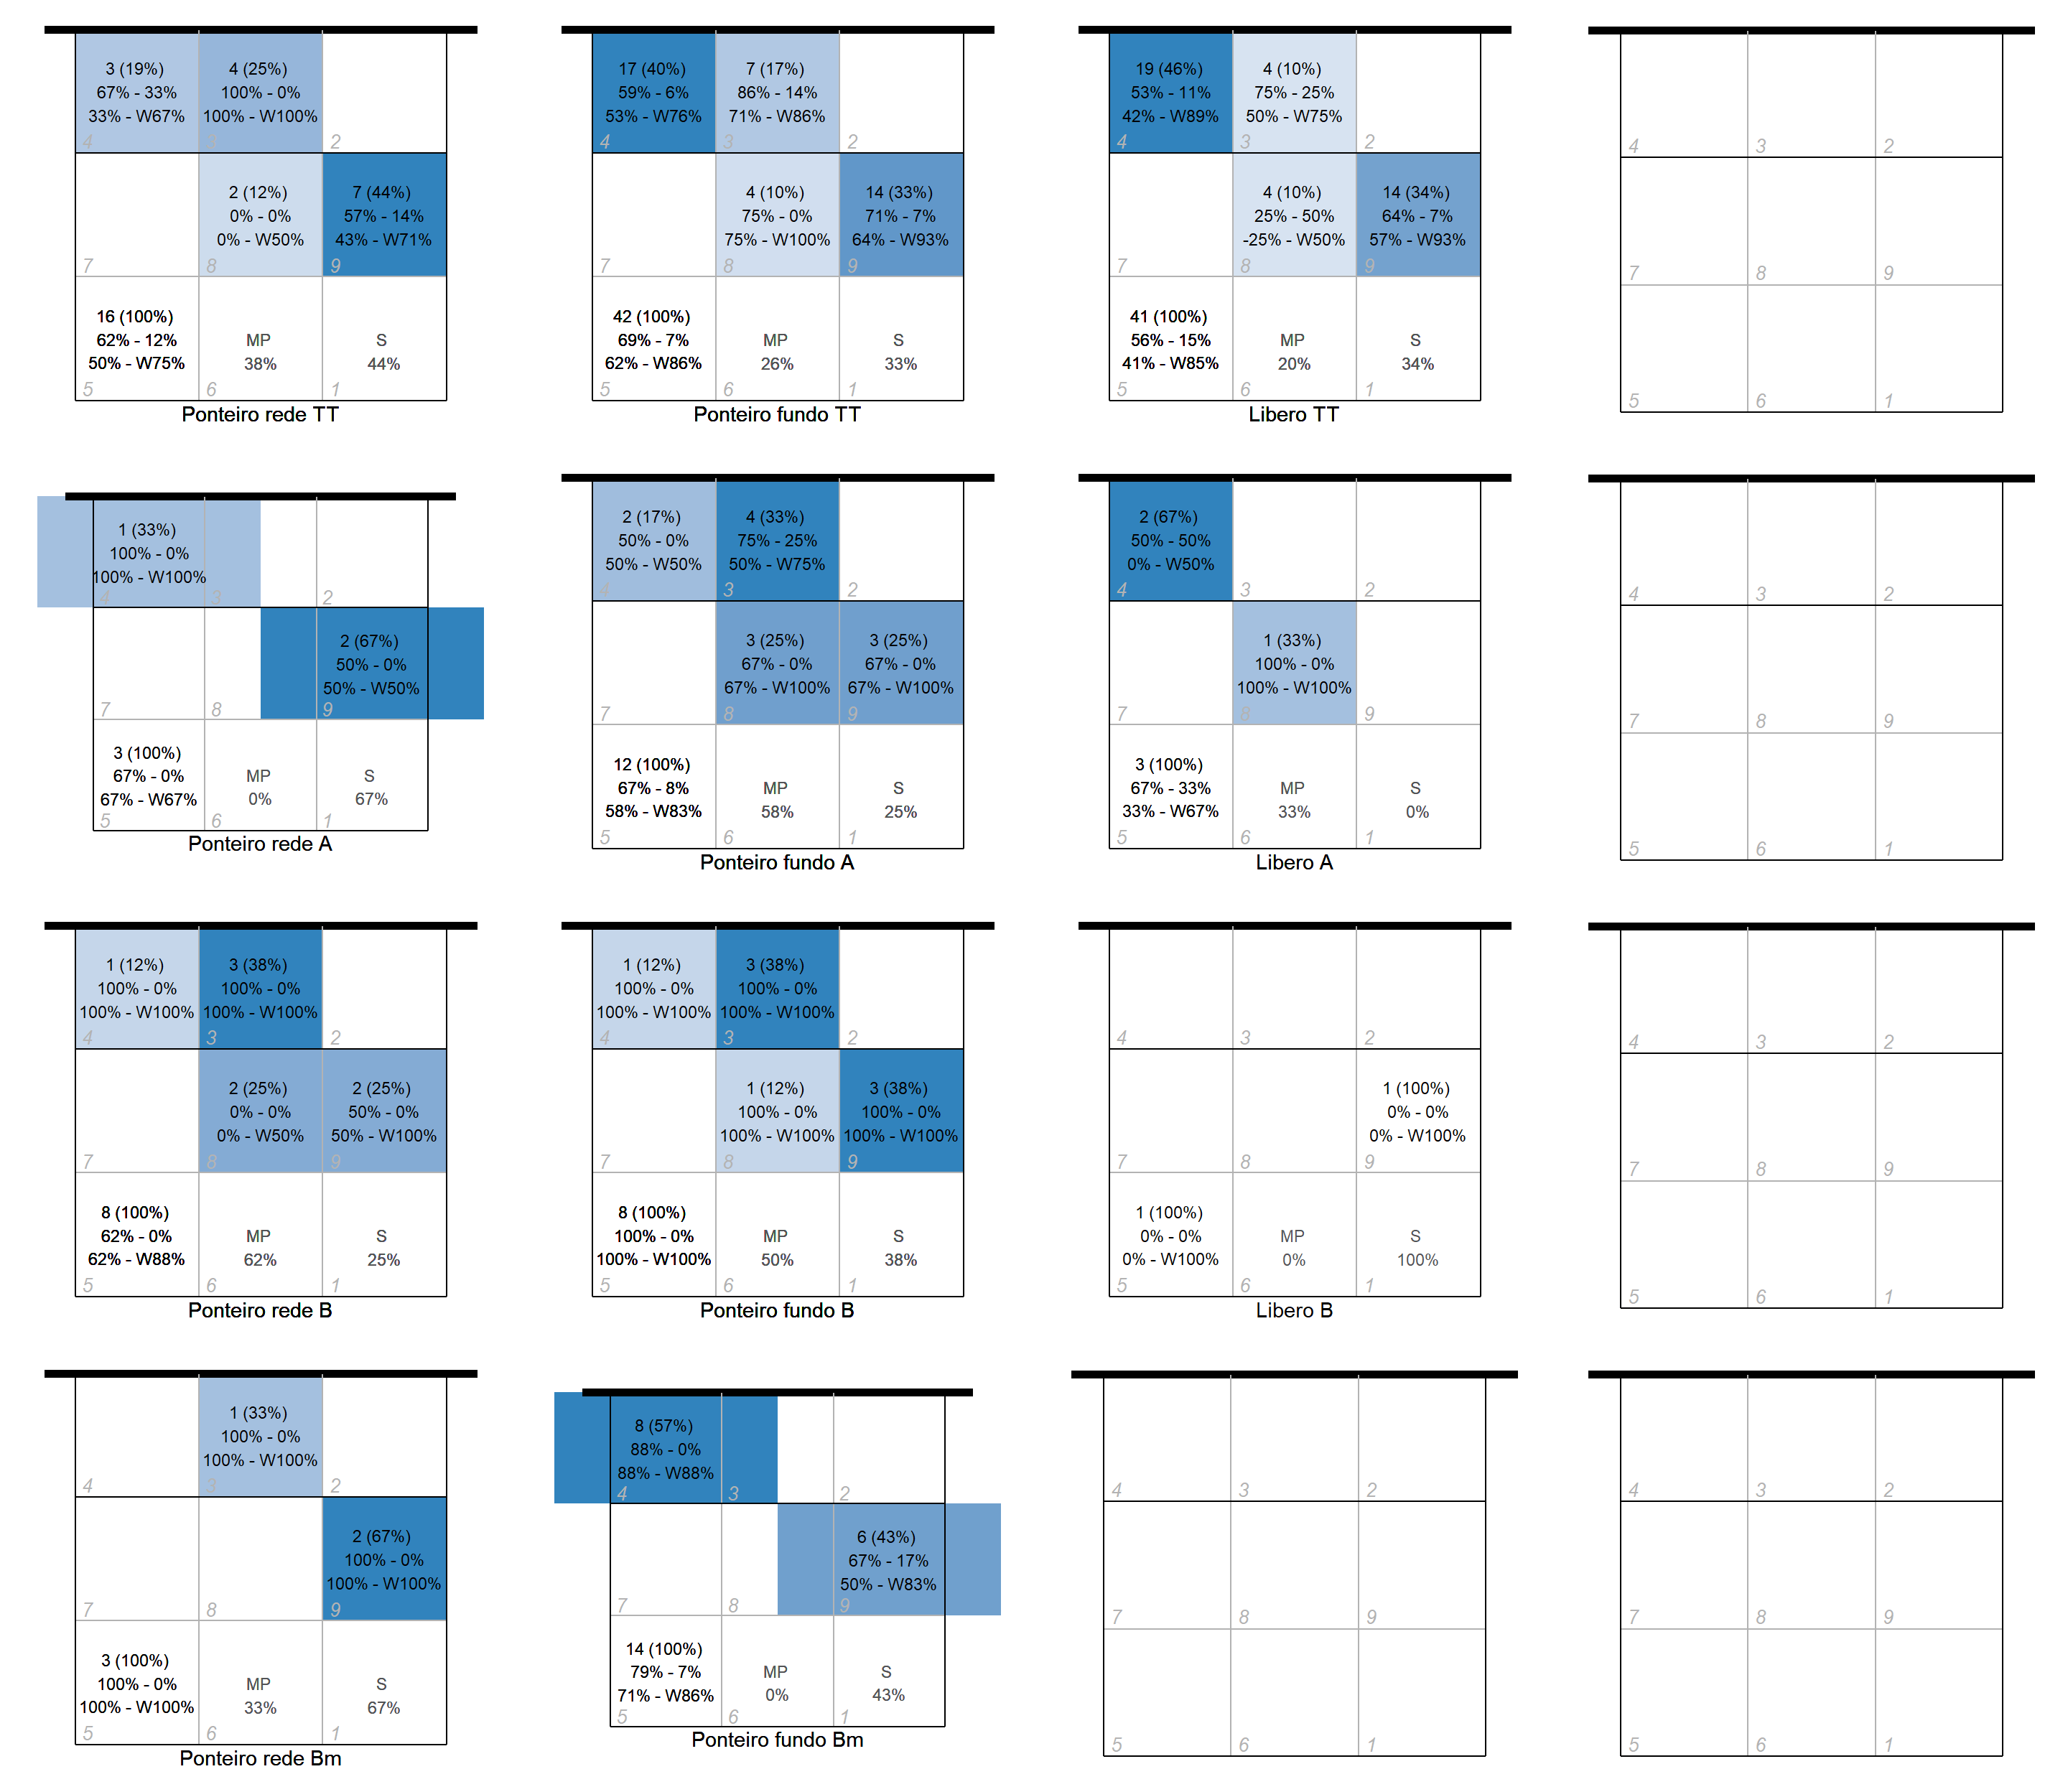 3 (19%)
67% - 33%
33% - W67%
4
4 (25%)
100% - 0%
100% - W100%
3
2
7
2 (12%)
0% - 0%
0% - W50%
8
7 (44%)
57% - 14%
43% - W71%
9
16 (100%)
62% - 12%
50% - W75%
5
MP
38%
6
S
44%
1
Ponteiro rede TT
17 (40%)
59% - 6%
53% - W76%
4
7 (17%)
86% - 14%
71% - W86%
3
2
7
4 (10%)
75% - 0%
75% - W100%
8
14 (33%)
71% - 7%
64% - W93%
9
42 (100%)
69% - 7%
62% - W86%
5
MP
26%
6
S
33%
1
Ponteiro fundo TT
19 (46%)
53% - 11%
42% - W89%
4
4 (10%)
75% - 25%
50% - W75%
3
2
7
4 (10%)
25% - 50%
-25% - W50%
8
14 (34%)
64% - 7%
57% - W93%
9
41 (100%)
56% - 15%
41% - W85%
5
MP
20%
6
S
34%
1
Libero TT
4
3
2
7
8
9
5
6
1
1 (33%)
100% - 0%
100% - W100%
4
3
2
7
8
2 (67%)
50% - 0%
50% - W50%
9
3 (100%)
67% - 0%
67% - W67%
5
MP
0%
6
S
67%
1
Ponteiro rede A
2 (17%)
50% - 0%
50% - W50%
4
4 (33%)
75% - 25%
50% - W75%
3
2
7
3 (25%)
67% - 0%
67% - W100%
8
3 (25%)
67% - 0%
67% - W100%
9
12 (100%)
67% - 8%
58% - W83%
5
MP
58%
6
S
25%
1
Ponteiro fundo A
2 (67%)
50% - 50%
0% - W50%
4
3
2
7
1 (33%)
100% - 0%
100% - W100%
8
9
3 (100%)
67% - 33%
33% - W67%
5
MP
33%
6
S
0%
1
Libero A
4
3
2
7
8
9
5
6
1
1 (12%)
100% - 0%
100% - W100%
4
3 (38%)
100% - 0%
100% - W100%
3
2
7
2 (25%)
0% - 0%
0% - W50%
8
2 (25%)
50% - 0%
50% - W100%
9
8 (100%)
62% - 0%
62% - W88%
5
MP
62%
6
S
25%
1
Ponteiro rede B
1 (12%)
100% - 0%
100% - W100%
4
3 (38%)
100% - 0%
100% - W100%
3
2
7
1 (12%)
100% - 0%
100% - W100%
8
3 (38%)
100% - 0%
100% - W100%
9
8 (100%)
100% - 0%
100% - W100%
5
MP
50%
6
S
38%
1
Ponteiro fundo B
4
3
2
7
8
1 (100%)
0% - 0%
0% - W100%
9
1 (100%)
0% - 0%
0% - W100%
5
MP
0%
6
S
100%
1
Libero B
4
3
2
7
8
9
5
6
1
4
1 (33%)
100% - 0%
100% - W100%
3
2
7
8
2 (67%)
100% - 0%
100% - W100%
9
3 (100%)
100% - 0%
100% - W100%
5
MP
33%
6
S
67%
1
Ponteiro rede Bm
8 (57%)
88% - 0%
88% - W88%
4
3
2
7
8
6 (43%)
67% - 17%
50% - W83%
9
14 (100%)
79% - 7%
71% - W86%
5
MP
0%
6
S
43%
1
Ponteiro fundo Bm
4
3
2
7
8
9
5
6
1
4
3
2
7
8
9
5
6
1